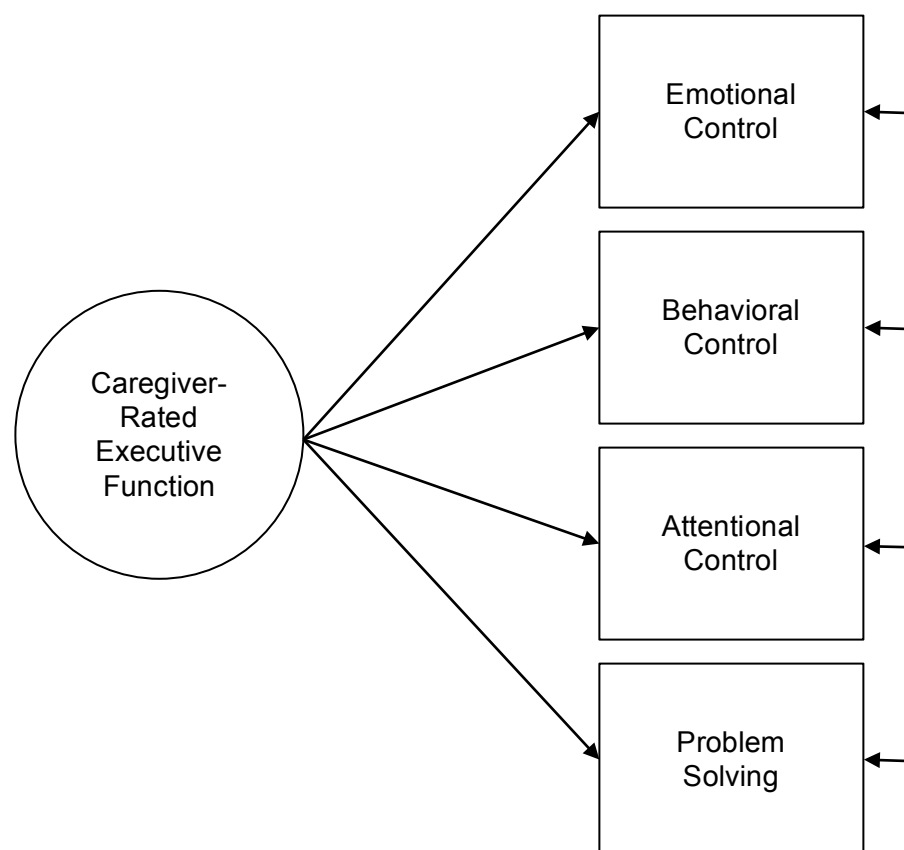 Emotional
Control
Behavioral
Control
Caregiver-
Rated
Executive
Function
Attentional
Control
Problem
Solving